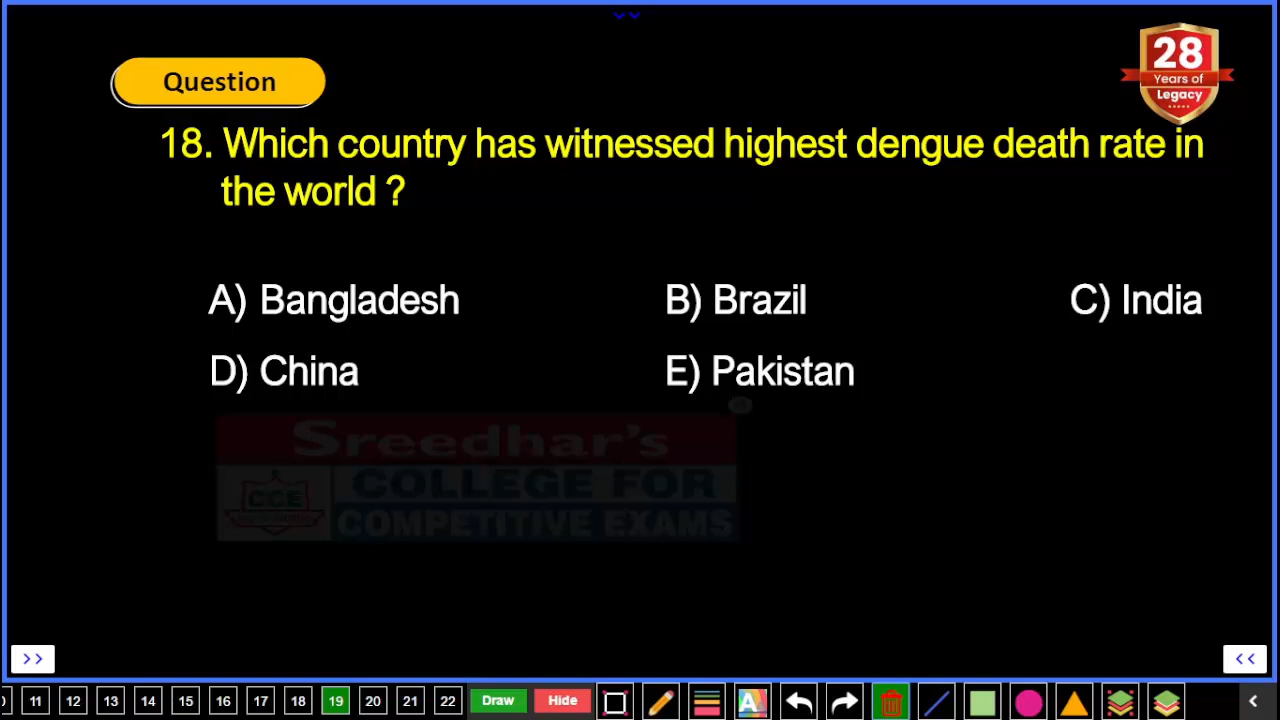 28
Years of
Legacy
Question
18. Which country has witnessed highest dengue death rate in
the world ?
A) Bangladesh B) Brazil C) India
D) China E) Pakistan
Sreedhar's
CCE
COLLEGE FOR
COMPETITIVE EXAMS
>> <<
11 12 13 14 15 16 17 18 19 20 21 22 Draw Hide A